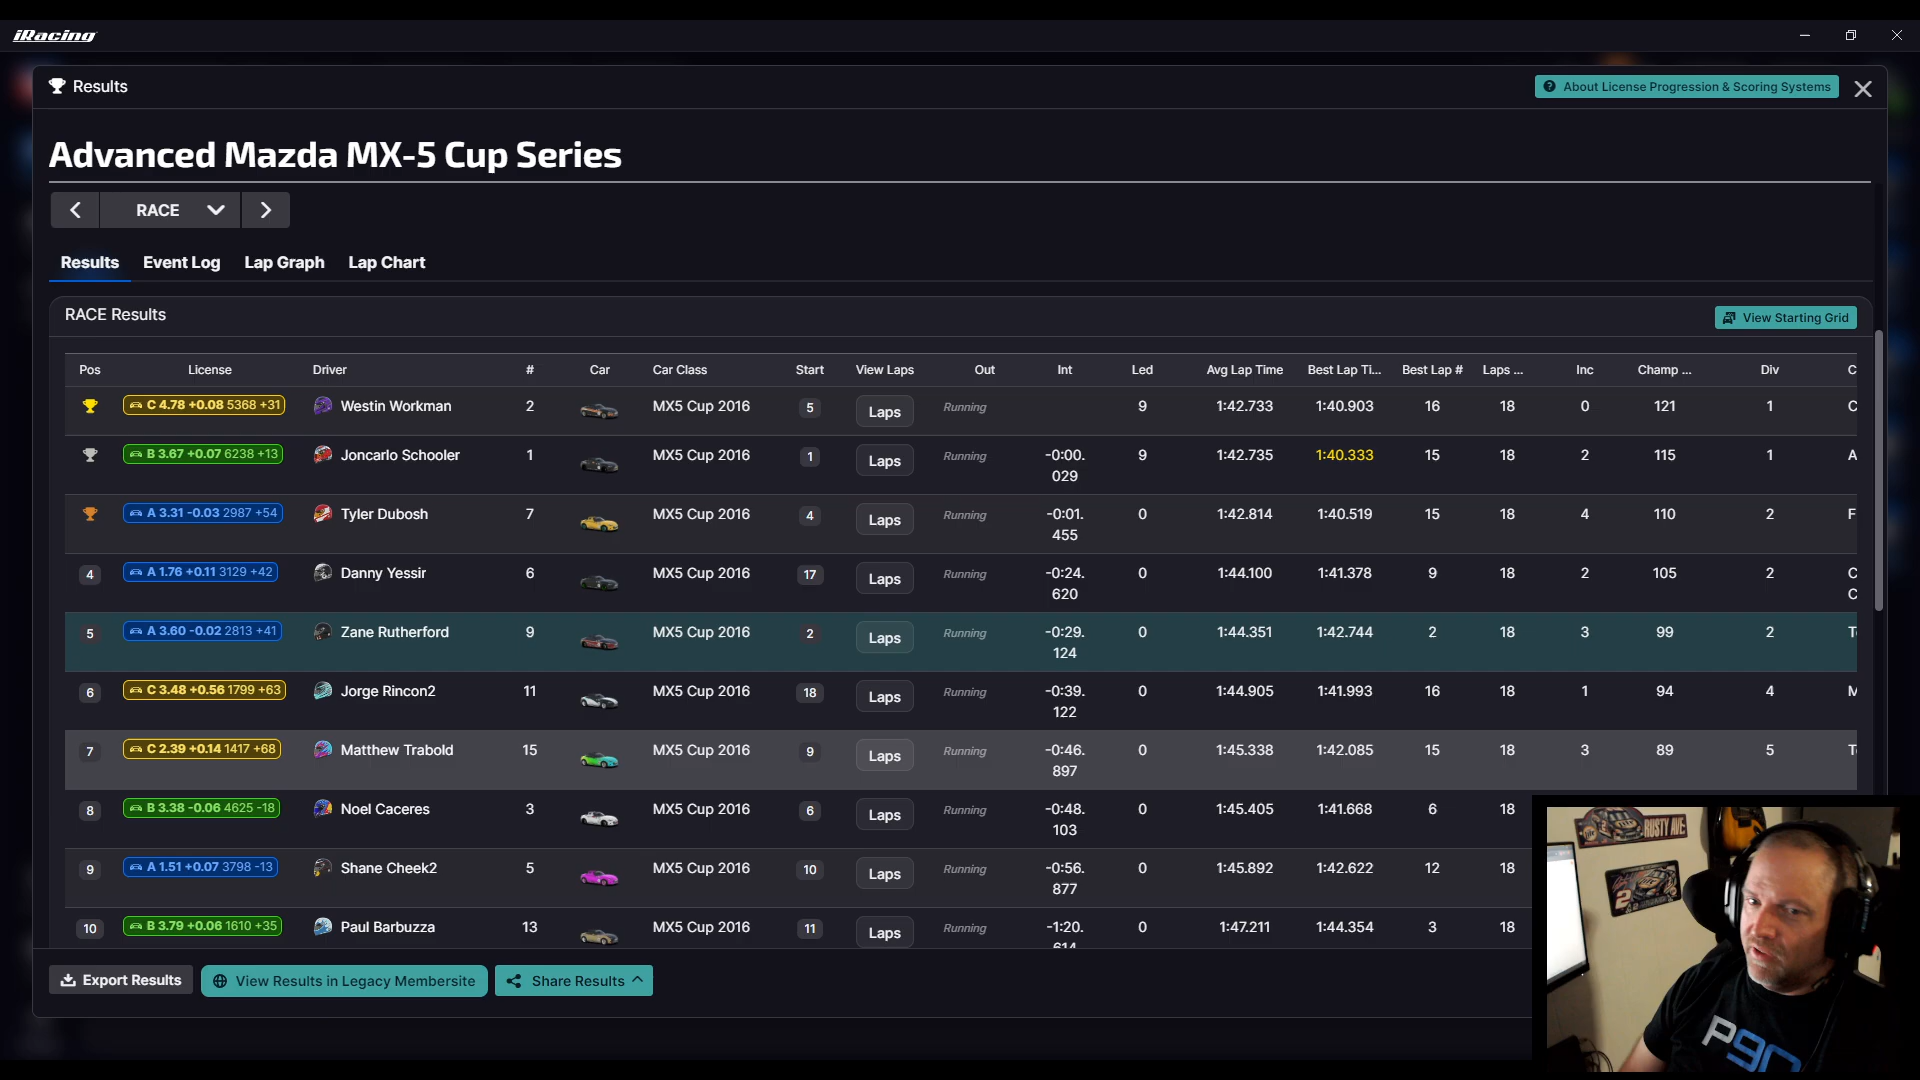 iRacing
Results
About License Progression & Scoring Systems
Advanced Mazda MX-5 Cup Series
RACE
Results Event Log Lap Graph Lap Chart
RACE Results
View Starting Grid
Pos License Driver # Car Car Class Start View Laps Out Int Led Avg Lap Time Best Lap Ti... Best Lap # Laps ... Inc Champ ... Div C
C 4.78 +0.08 5368 +31 Westin Workman 2 MX5 Cup 2016 5 Laps Running 9 1:42.733 1:40.903 16 18 0 121 1 C
B 3.67 +0.07 6238 +13 Joncarlo Schooler 1 MX5 Cup 2016 1 Laps Running -0:00. 9 1:42.735 1:40.333 15 18 2 115 1 A
029
A 3.31 -0.03 2987 +54 Tyler Dubosh 7 MX5 Cup 2016 4 Laps Running -0:01. 0 1:42.814 1:40.519 15 18 4 110 2 F
455
4 A 1.76 +0.11 3129 +42 Danny Yessir 6 MX5 Cup 2016 17 Laps Running -0:24. 0 1:44.100 1:41.378 9 18 2 105 2 C
620 C
5 A 3.60 -0.02 2813 +41 Zane Rutherford 9 MX5 Cup 2016 2 Laps Running -0:29. 0 1:44.351 1:42.744 2 18 3 99 2
124
6 C 3.48 +0.56 1799 +63 Jorge Rincon2 11 MX5 Cup 2016 18 Laps Running -0:39. 0 1:44.905 1:41.993 16 18 1 94 4
122
7 C 2.39 +0.14 1417 +68 Matthew Trabold 15 MX5 Cup 2016 9 Laps Running -0:46. 0 1:45.338 1:42.085 15 18 3 89 5
897
8 B 3.38 -0.06 4625 -18 Noel Caceres 3 MX5 Cup 2016 6 Laps Running -0:48. 0 1:45.405 1:41.668 6 18
103
9 A 1.51 +0.07 3798 -13 Shane Cheek2 5 MX5 Cup 2016 10 Laps Running -0:56. 0 1:45.892 1:42.622 12 18
877
10 B 3.79 +0.06 1610 +35 Paul Barbuzza 13 MX5 Cup 2016 11 Laps Running -1:20. 0 1:47.211 1:44.354 3 18
614
Export Results View Results in Legacy Membersite Share Results
RUSTY AVE
2
P90